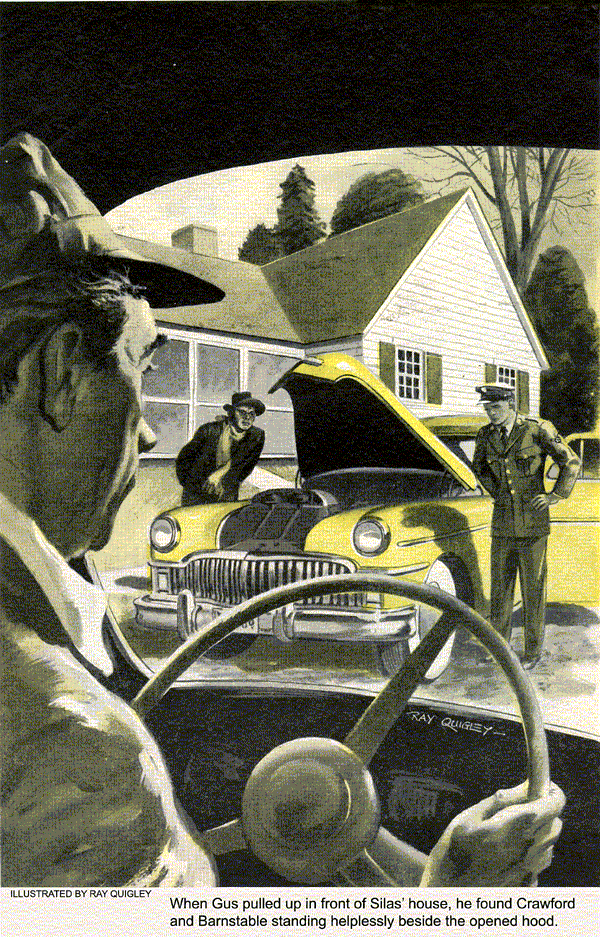 RAY QUIGLEY
ILLUSTRATED BY RAY QUIGLEY
When Gus pulled up in front of Silas' house, he found Crawford
and Barnstable standing helplessly beside the opened hood.